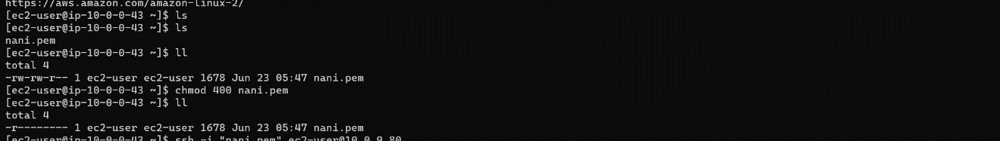 https://aws.amazon.com/amazon-linux-2/
[ec2-user@ip-10-0-0-43 ~]$ ls
[ec2-user@ip-10-0-0-43 ~]$ ls
nani.pem
[ec2-user@ip-10-0-0-43 ~]$ ll
total 4
-rw-rw-r-- 1 ec2-user ec2-user 1678 Jun 23 05:47 nani.pem
[ec2-user@ip-10-0-0-43 ~]$ chmod 400 nani.pem
[ec2-user@ip-10-0-0-43 ~]$ ll
total 4
-r-------- 1 ec2-user ec2-user 1678 Jun 23 05:47 nani.pem
[ec2-user@ip-10-0-0-43 ~]$ ssh -i "nani.pem" ec2-user@10.0.9.80